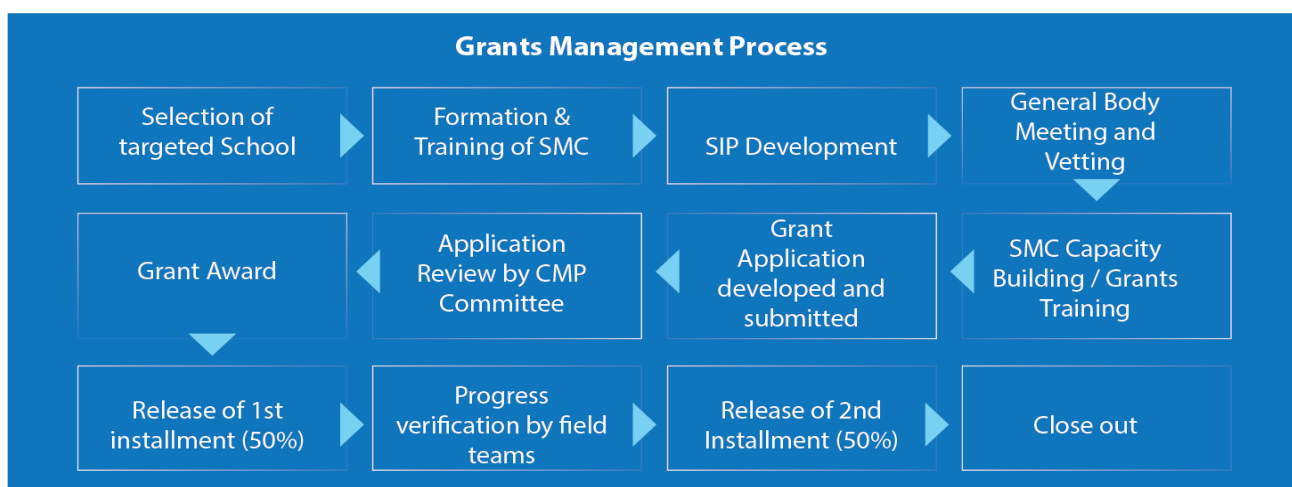 Grants Management Process
Selection of
targeted School
Formation &
Training of SMC
SIP Development
General Body
Meeting and
Vetting
SMC Capacity
Building / Grants
Training
Grant
Application
developed and
submitted
Application
Review by CMP
Committee
Grant Award
Release of 1st
installment (50%)
Progress
verification by field
teams
Release of 2nd
Installment (50%)
Close out